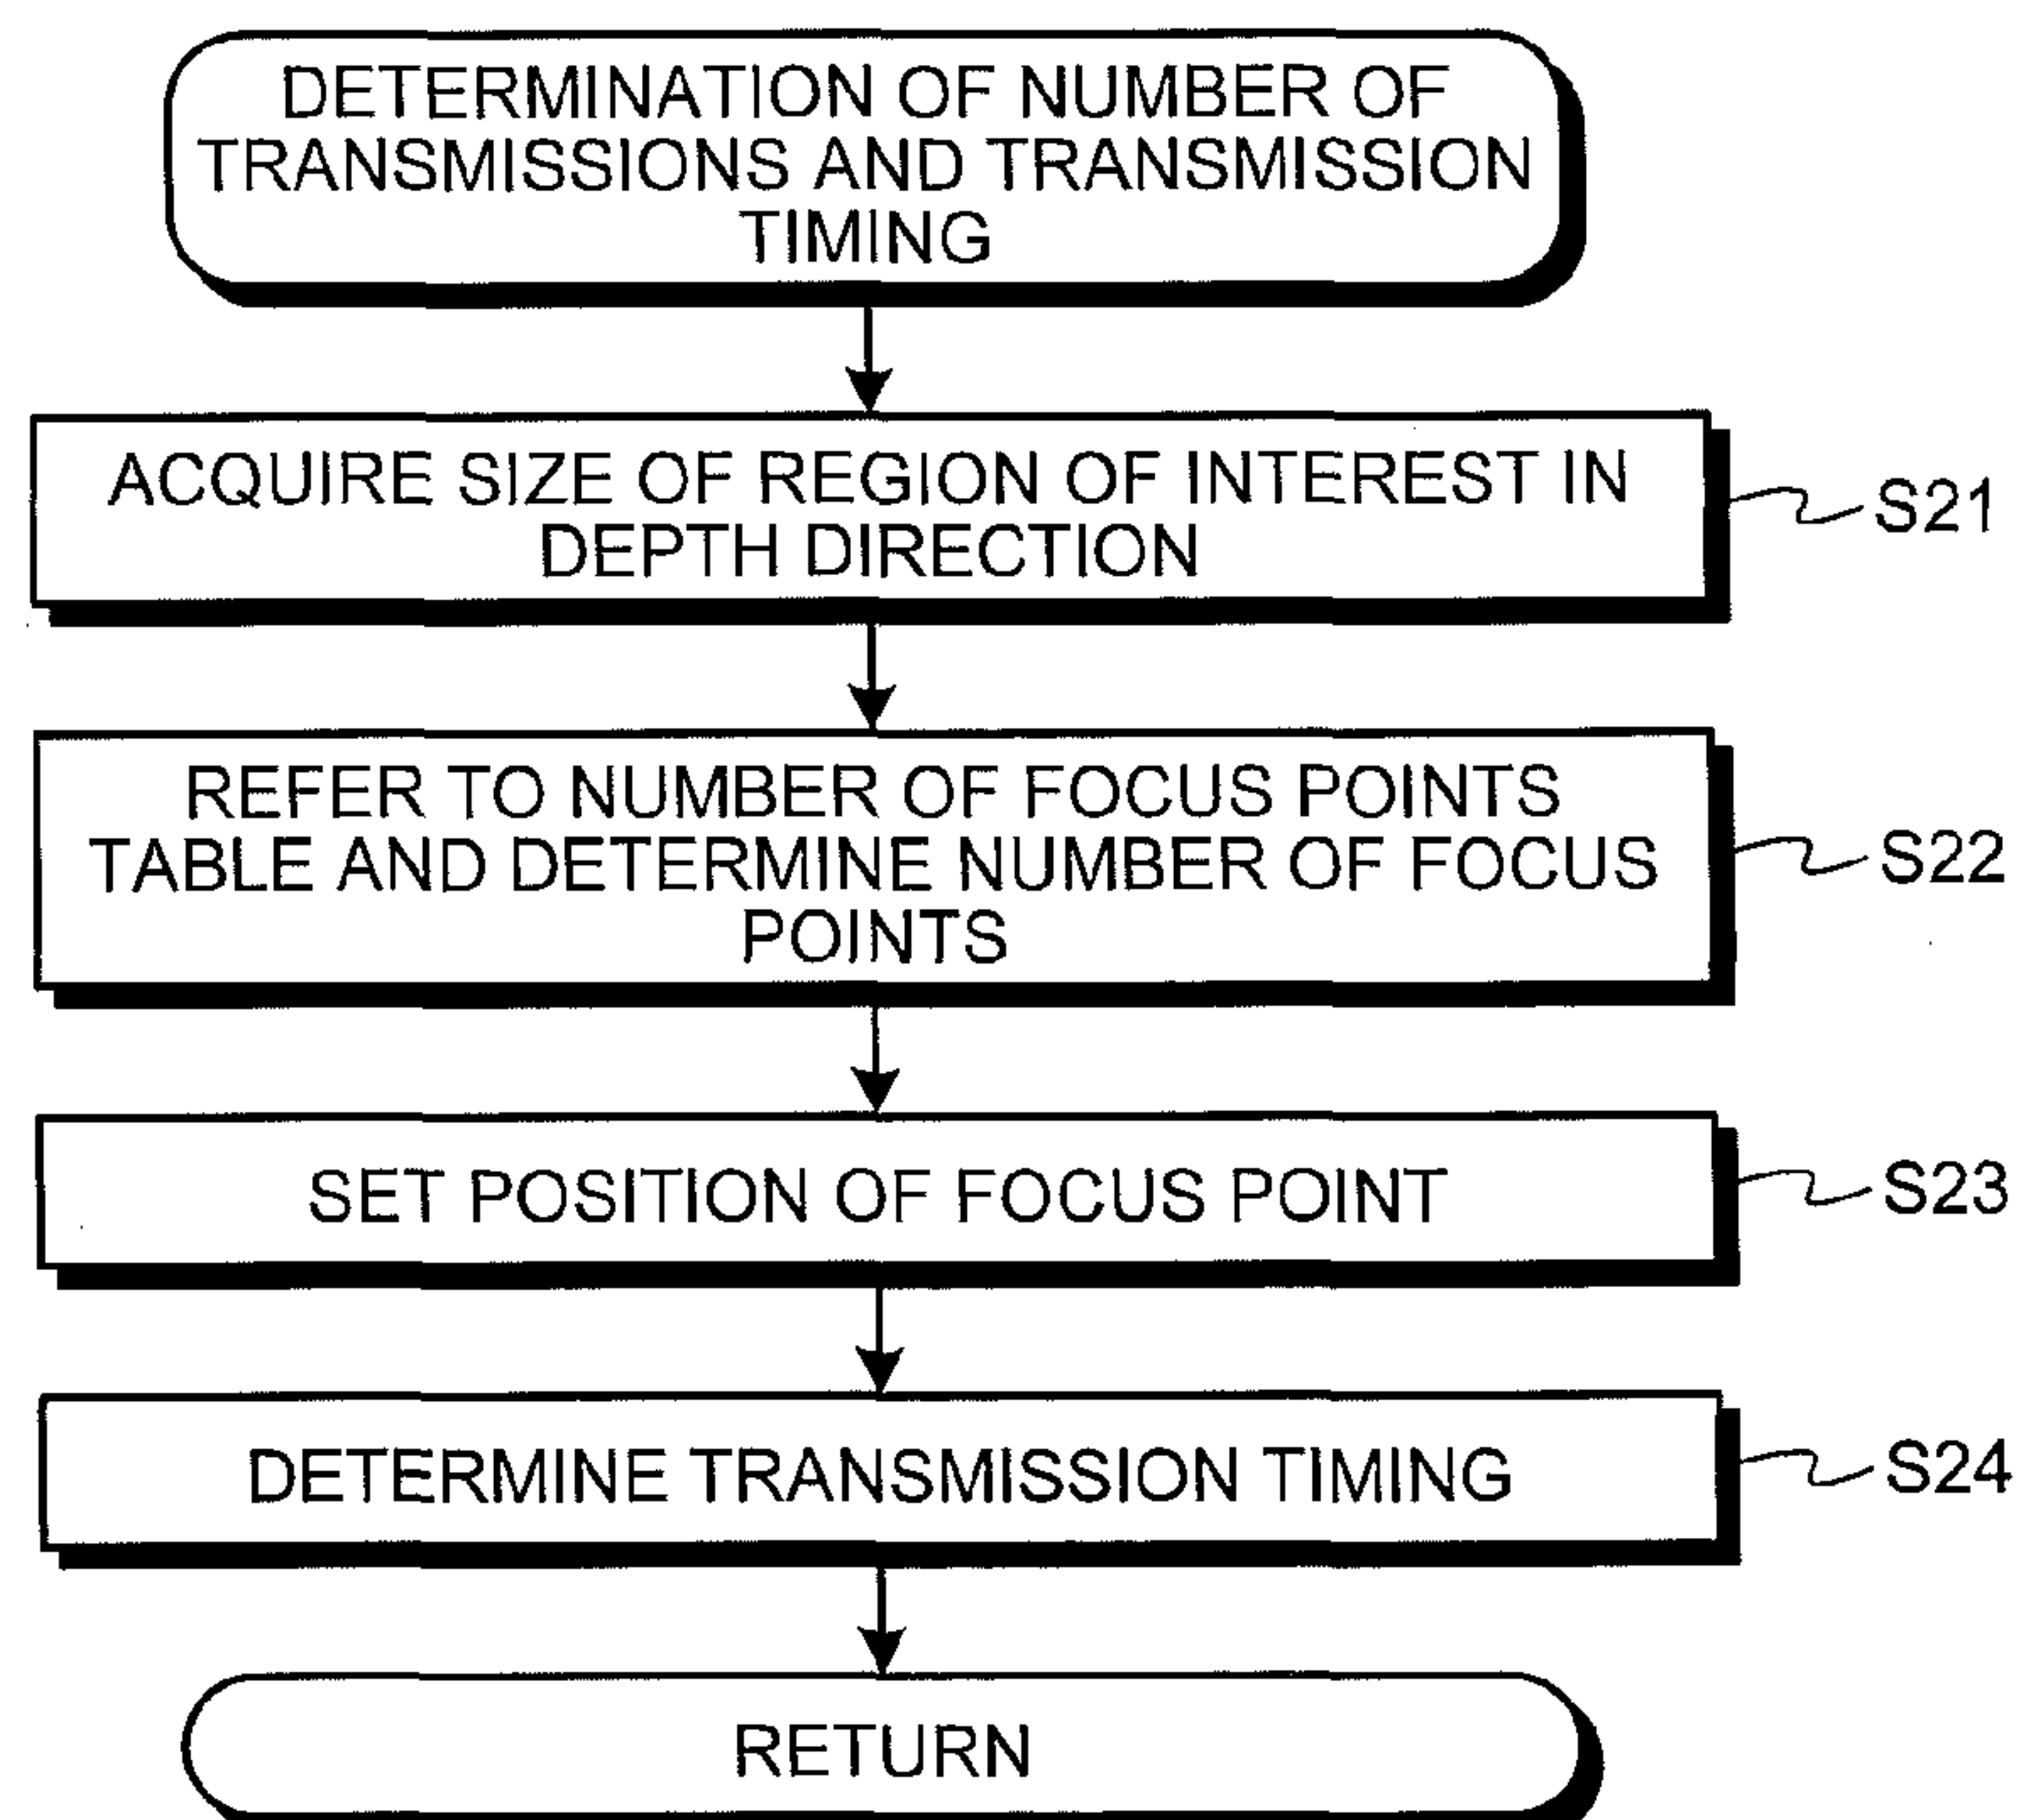 DETERMINATION OF NUMBER OF
TRANSMISSIONS AND TRANSMISSION
TIMING
ACQUIRE SIZE OF REGION OF INTEREST IN
DEPTH DIRECTION
S21
REFER TO NUMBER OF FOCUS POINTS
TABLE AND DETERMINE NUMBER OF FOCUS
POINTS
S22
SET POSITION OF FOCUS POINT
S23
DETERMINE TRANSMISSION TIMING
S24
RETURN